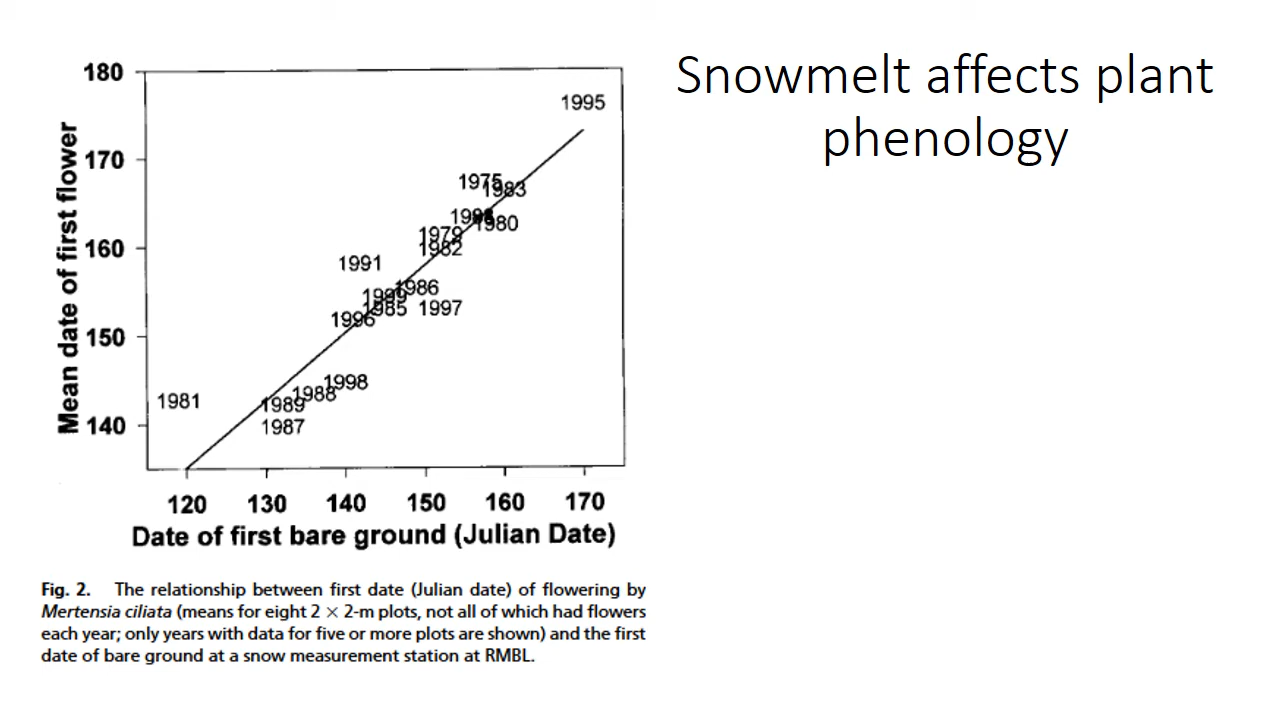 Snowmelt affects plant
phenology
180
170
160
150
140
Mean date of first flower
1995
1975
1983
1980
1979
1982
1991
1986
1985
1997
1996
1998
1988
1981
1989
1987
120 130 140 150 160 170
Date of first bare ground (Julian Date)
Fig. 2. The relationship between first date (Julian date) of flowering by
Mertensia ciliata (means for eight 2 × 2-m plots, not all of which had flowers
each year; only years with data for five or more plots are shown) and the first
date of bare ground at a snow measurement station at RMBL.